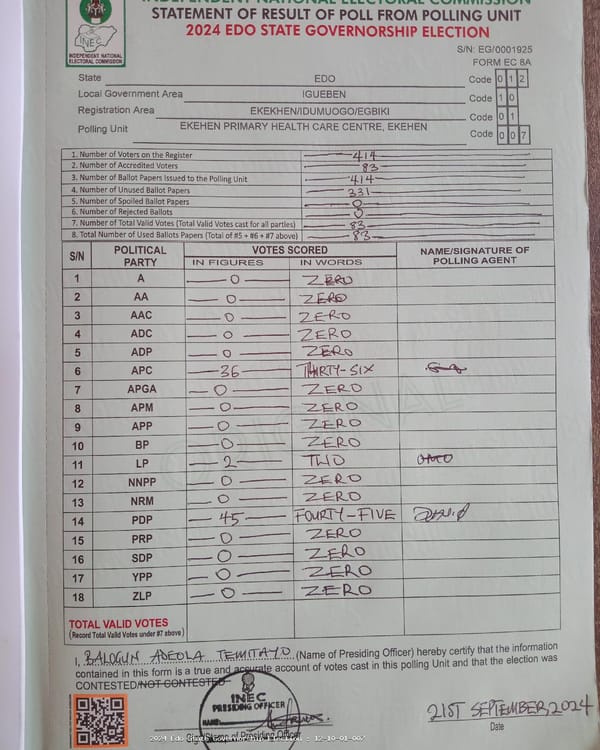 INDEPENDENT NATIONAL ELECTORAL COMMISSION
STATEMENT OF RESULT OF POLL FROM POLLING UNIT
2024 EDO STATE GOVERNORSHIP ELECTION
INEC
INDEPENDENT NATIONAL
ELECTORAL COMMISSION
S/N: EG/0001925
FORM EC 8A
State EDO Code 0 1 2
Local Government Area IGUEBEN Code 1 0
Registration Area EKEKHEN/IDUMUOGO/EGBIKI Code 0 1
Polling Unit EKEHEN PRIMARY HEALTH CARE CENTRE, EKEHEN Code 0 0 7
1. Number of Voters on the Register 414
2. Number of Accredited Voters 83
3. Number of Ballot Papers Issued to the Polling Unit 414
4. Number of Unused Ballot Papers 331
5. Number of Spoiled Ballot Papers 0
6. Number of Rejected Ballots 0
7. Number of Total Valid Votes (Total Valid Votes cast for all parties) 83
8. Total Number of Used Ballots Papers (Total of #5 + #6 + #7 above) 83
S/N POLITICAL PARTY VOTES SCORED NAME/SIGNATURE OF POLLING AGENT
IN FIGURES IN WORDS
1 A 0 ZERO
2 AA 0 ZERO
3 AAC 0 ZERO
4 ADC 0 ZERO
5 ADP 0 ZERO
6 APC 36 THIRTY-SIX
7 APGA 0 ZERO
8 APM 0 ZERO
9 APP 0 ZERO
10 BP 0 ZERO
11 LP 2 TWO
12 NNPP 0 ZERO
13 NRM 0 ZERO
14 PDP 45 FOURTY-FIVE
15 PRP 0 ZERO
16 SDP 0 ZERO
17 YPP 0 ZERO
18 ZLP 0 ZERO
TOTAL VALID VOTES
(Record Total Valid Votes under #7 above)
I, BALOGUN ADEOLA TEMITAYO (Name of Presiding Officer) hereby certify that the information
contained in this form is a true and accurate account of votes cast in this polling Unit and that the election was
CONTESTED/NOT CONTESTED
INEC
PRESIDING OFFICER
NAME
21ST SEPTEMBER 2024
Date
of Presiding Officer